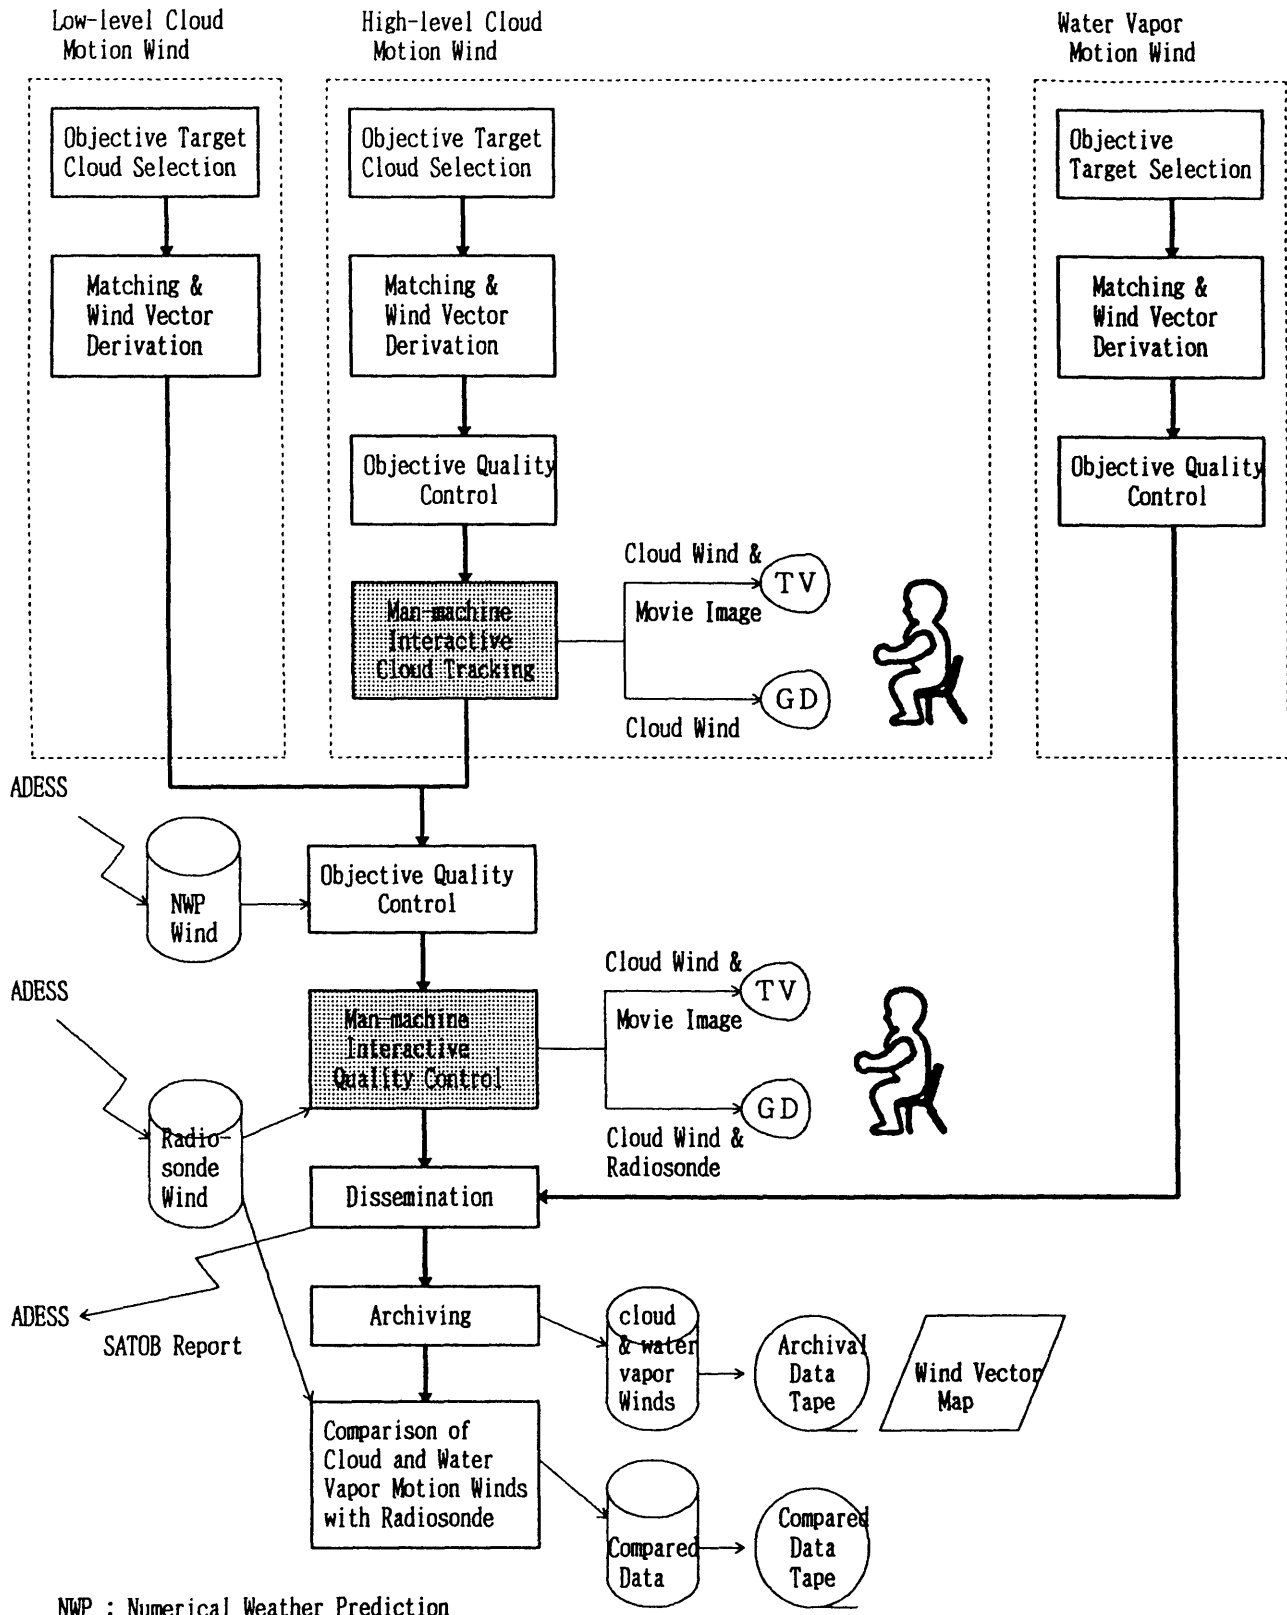 Low-level Cloud
Motion Wind
High-level Cloud
Motion Wind
Water Vapor
Motion Wind
Objective Target
Cloud Selection
Objective Target
Cloud Selection
Objective
Target Selection
Matching &
Wind Vector
Derivation
Matching &
Wind Vector
Derivation
Matching &
Wind Vector
Derivation
Objective Quality
Control
Objective Quality
Control
Man-machine
Interactive
Cloud Tracking
Cloud Wind &
Movie Image
TV
GD
Cloud Wind
ADESS
NWP
Wind
Objective Quality
Control
ADESS
Man-machine
Interactive
Quality Control
Cloud Wind &
Movie Image
TV
GD
Cloud Wind &
Radiosonde
Radio-
sonde
Wind
Dissemination
ADESS
SATOB Report
Archiving
cloud
& water
vapor
Winds
Archival
Data
Tape
Wind Vector
Map
Comparison of
Cloud and Water
Vapor Motion Winds
with Radiosonde
Compared
Data
Compared
Data
Tape
NWP : Numerical Weather Prediction